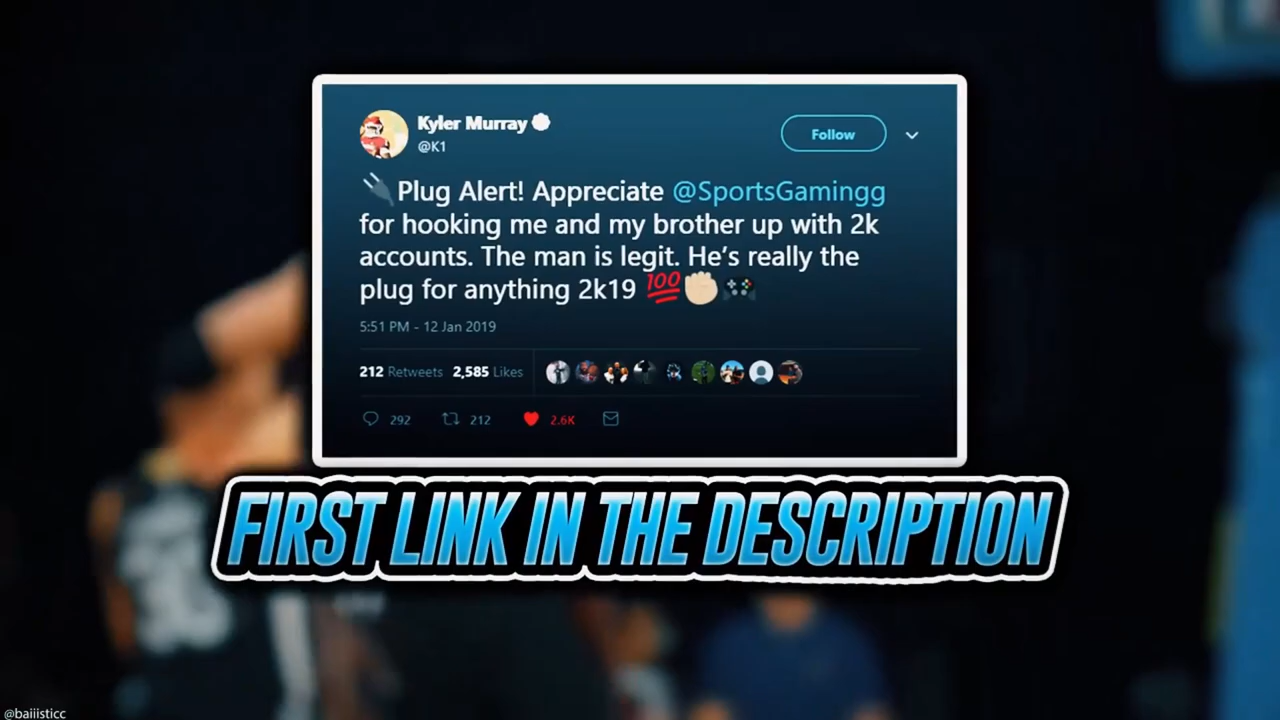 Kyler Murray
@K1
Follow
🔌Plug Alert! Appreciate @SportsGamingg
for hooking me and my brother up with 2k
accounts. The man is legit. He’s really the
plug for anything 2k19 💯✊🏼🎮
5:51 PM - 12 Jan 2019
212 Retweets 2,585 Likes
292 212 2.6K
FIRST LINK IN THE DESCRIPTION
@baiiisticc